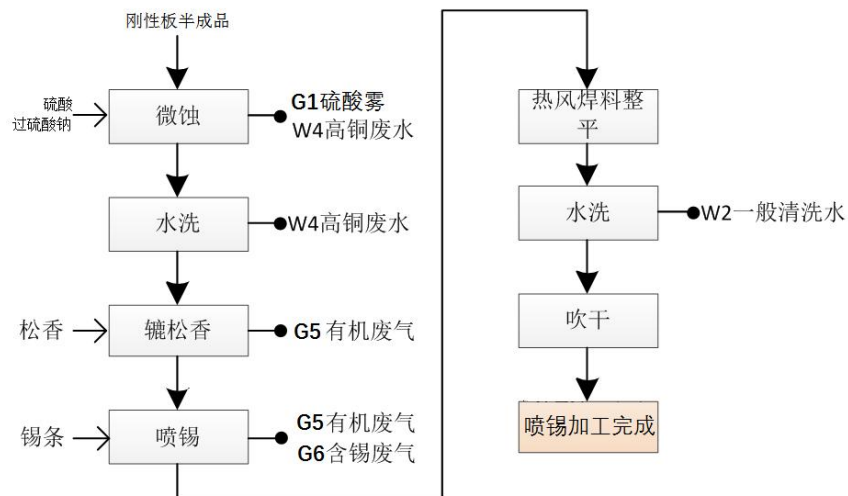 刚性板半成品
硫酸
过硫酸钠
微蚀
G1硫酸雾
W4高铜废水
水洗
W4高铜废水
松香
辘松香
G5有机废气
锡条
喷锡
G5有机废气
G6含锡废气
热风焊料整
平
水洗
W2一般清洗水
吹干
喷锡加工完成